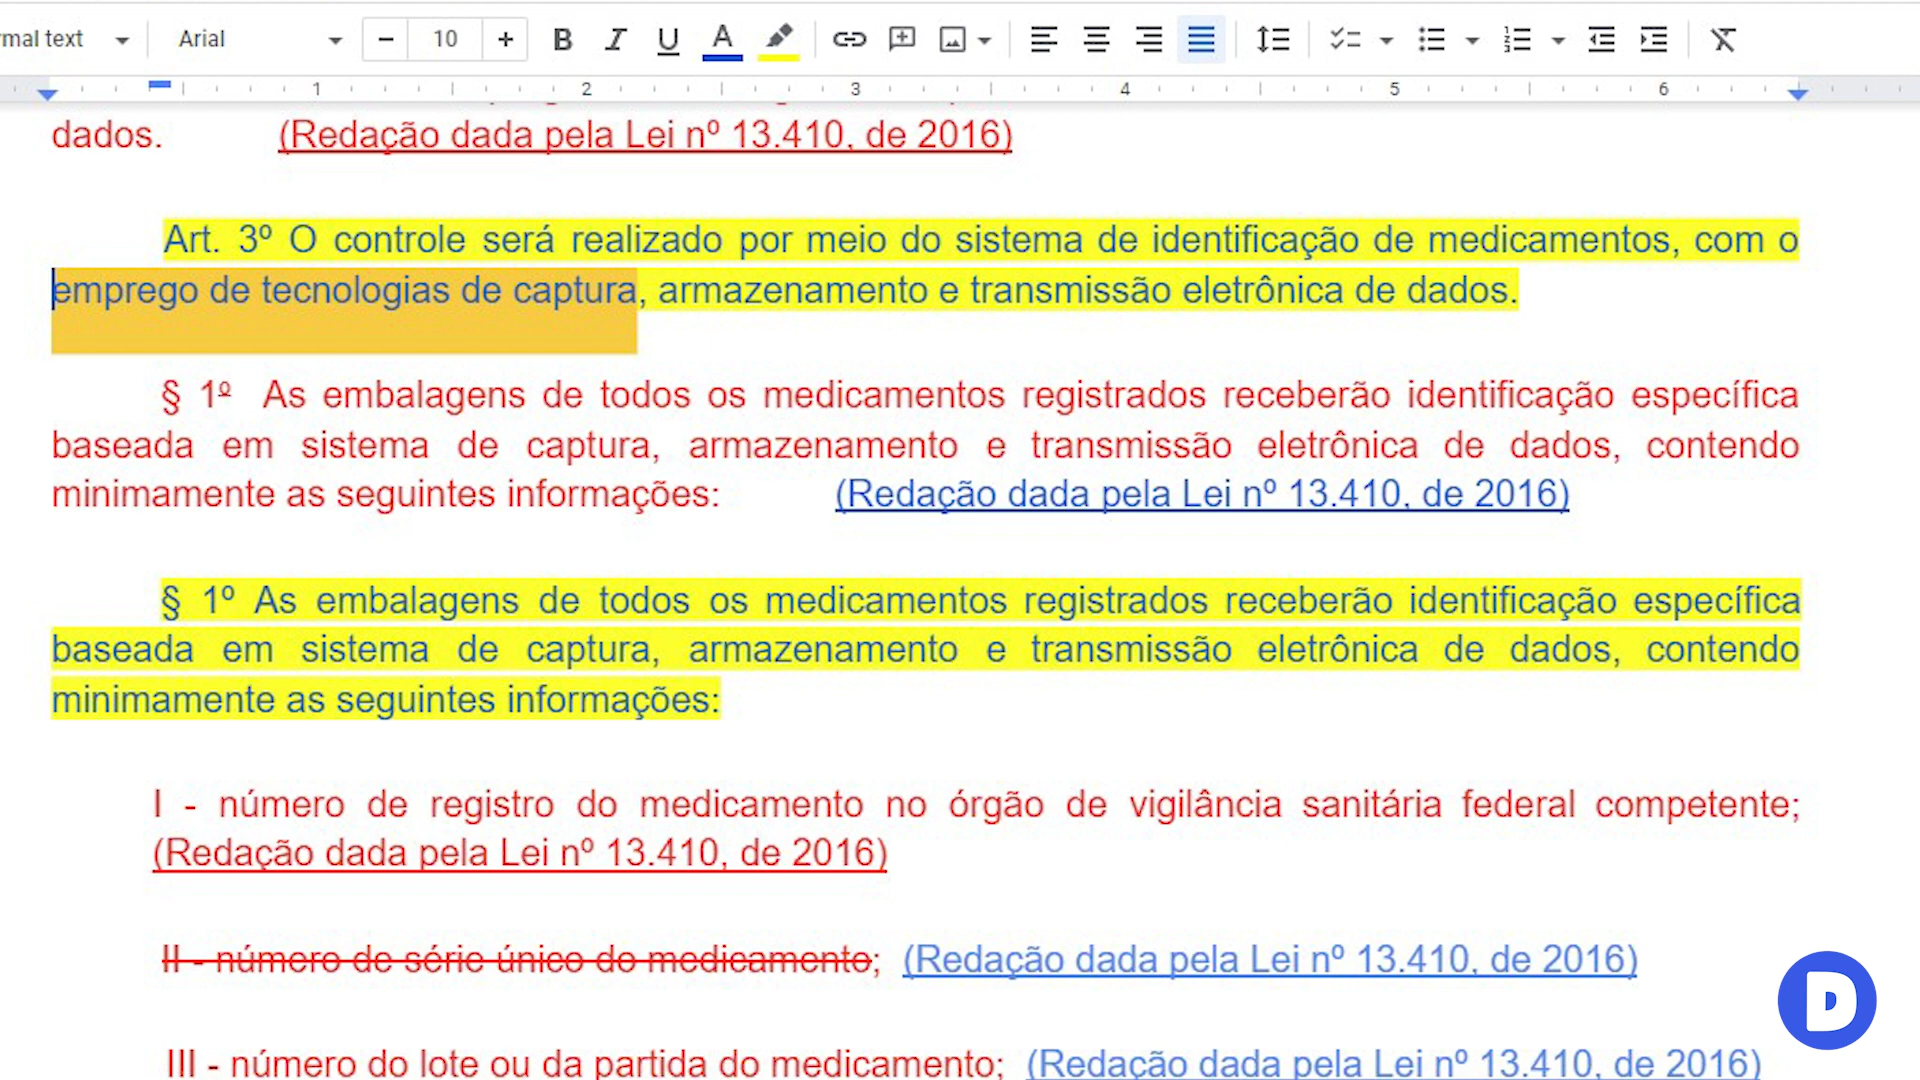 rmal text Arial − 10 + B I U A
1 2 3 4 5 6
dados. (Redação dada pela Lei nº 13.410, de 2016)
Art. 3º O controle será realizado por meio do sistema de identificação de medicamentos, com o
emprego de tecnologias de captura, armazenamento e transmissão eletrônica de dados.
§ 1º As embalagens de todos os medicamentos registrados receberão identificação específica
baseada em sistema de captura, armazenamento e transmissão eletrônica de dados, contendo
minimamente as seguintes informações: (Redação dada pela Lei nº 13.410, de 2016)
§ 1º As embalagens de todos os medicamentos registrados receberão identificação específica
baseada em sistema de captura, armazenamento e transmissão eletrônica de dados, contendo
minimamente as seguintes informações:
I - número de registro do medicamento no órgão de vigilância sanitária federal competente;
(Redação dada pela Lei nº 13.410, de 2016)
II - número de série único do medicamento; (Redação dada pela Lei nº 13.410, de 2016)
D
III - número do lote ou da partida do medicamento; (Redação dada pela Lei nº 13.410, de 2016)